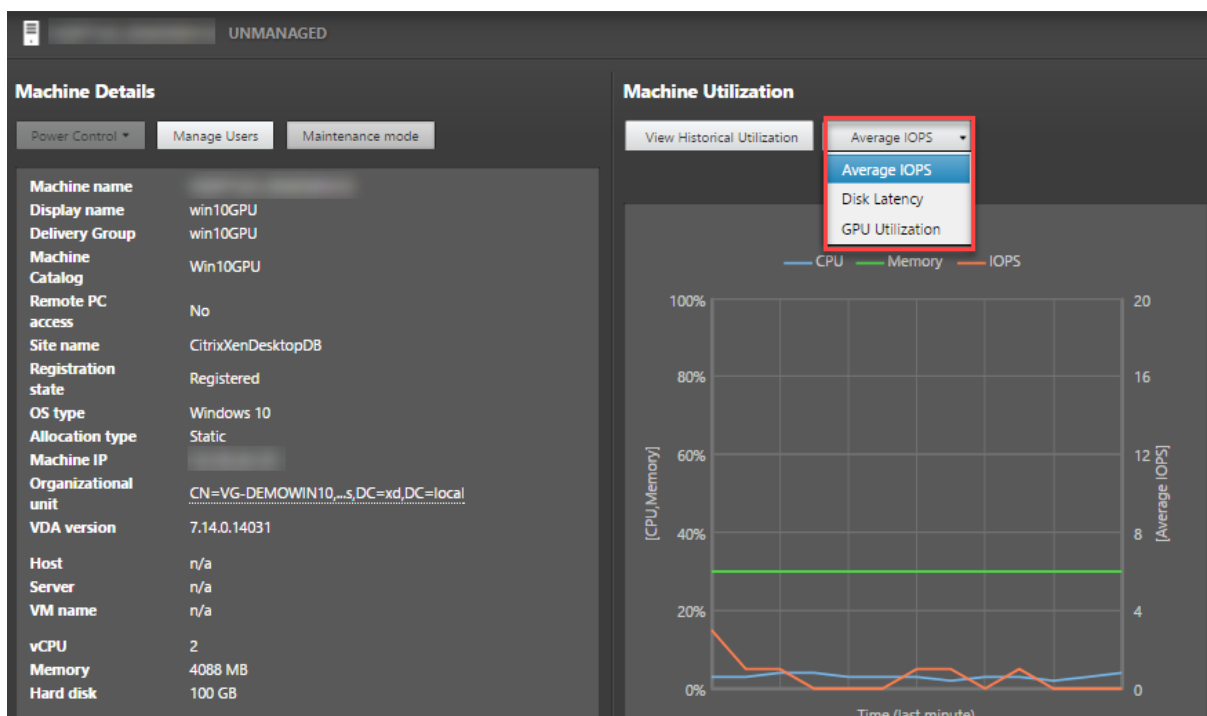 UNMANAGED
Machine Details
Power Control
Manage Users
Maintenance mode
Machine name
Display name win10GPU
Delivery Group win10GPU
Machine
Catalog
Win10GPU
Remote PC
access
No
Site name CitrixXenDesktopDB
Registration
state
Registered
OS type Windows 10
Allocation type Static
Machine IP
Organizational
unit
CN=VG-DEMOWIN10,...s,DC=xd,DC=local
VDA version 7.14.0.14031
Host n/a
Server n/a
VM name n/a
vCPU 2
Memory 4088 MB
Hard disk 100 GB
Machine Utilization
View Historical Utilization
Average IOPS
Average IOPS
Disk Latency
GPU Utilization
CPU Memory IOPS
100% 20
80% 16
60% 12
40% 8
20% 4
0% 0
[CPU,Memory]
[Average IOPS]
Time (last minute)